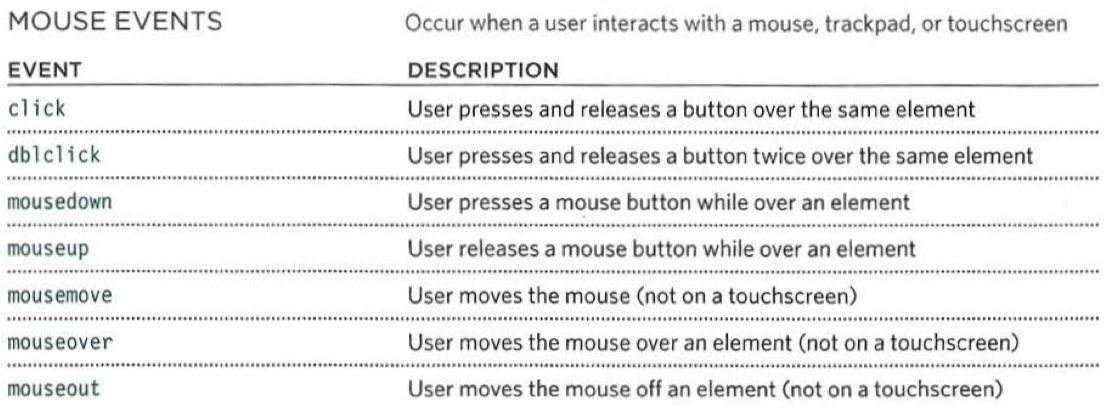 MOUSE EVENTS Occur when a user interacts with a mouse, trackpad, or touchscreen
EVENT DESCRIPTION
click User presses and releases a button over the same element
dblclick User presses and releases a button twice over the same element
mousedown User presses a mouse button while over an element
mouseup User releases a mouse button while over an element
mousemove User moves the mouse (not on a touchscreen)
mouseover User moves the mouse over an element (not on a touchscreen)
mouseout User moves the mouse off an element (not on a touchscreen)